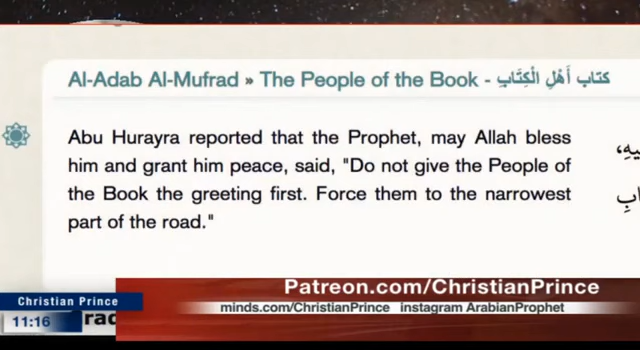 Al-Adab Al-Mufrad » The People of the Book - كتاب أَهْلِ الْكِتَابِ
Abu Hurayra reported that the Prophet, may Allah bless
him and grant him peace, said, "Do not give the People of
the Book the greeting first. Force them to the narrowest
part of the road."
Patreon.com/ChristianPrince
minds.com/ChristianPrince instagram ArabianProphet
Christian Prince
11:16